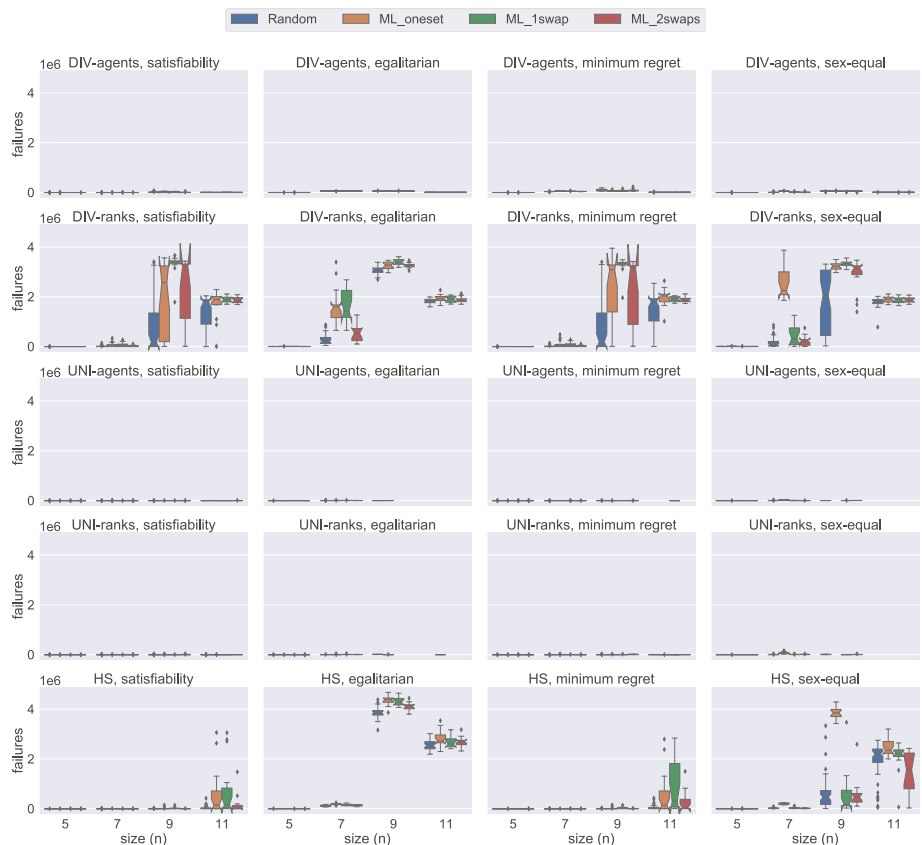 Random ML_oneset ML_1swap ML_2swaps
1e6 DIV-agents, satisfiability DIV-agents, egalitarian DIV-agents, minimum regret DIV-agents, sex-equal
4
2
0
failures
1e6 DIV-ranks, satisfiability DIV-ranks, egalitarian DIV-ranks, minimum regret DIV-ranks, sex-equal
4
2
0
failures
1e6 UNI-agents, satisfiability UNI-agents, egalitarian UNI-agents, minimum regret UNI-agents, sex-equal
4
2
0
failures
1e6 UNI-ranks, satisfiability UNI-ranks, egalitarian UNI-ranks, minimum regret UNI-ranks, sex-equal
4
2
0
failures
1e6 HS, satisfiability HS, egalitarian HS, minimum regret HS, sex-equal
4
2
0
failures
5 7 9 11 5 7 9 11 5 7 9 11 5 7 9 11
size (n) size (n) size (n) size (n)